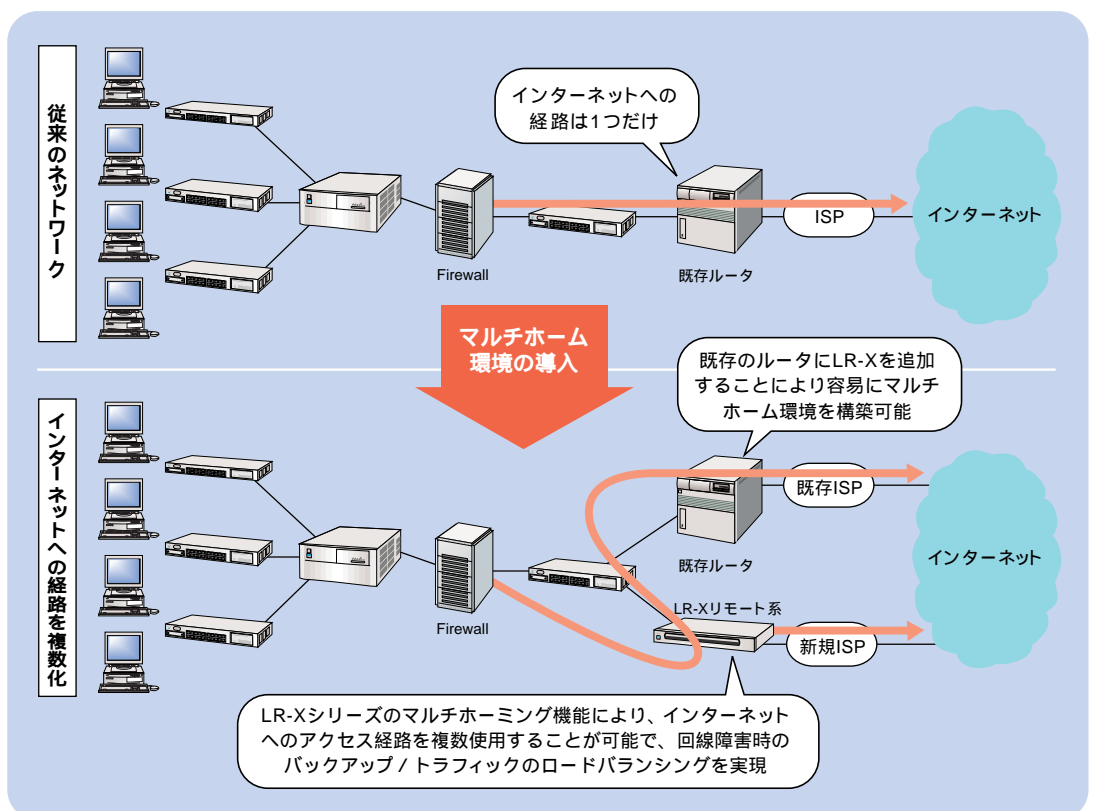 従来のネットワーク
インターネットへの
経路は1つだけ
Firewall
既存ルータ
ISP
インターネット
マルチホーム
環境の導入
既存のルータにLR-Xを追加
することにより容易にマルチ
ホーム環境を構築可能
インターネットへの経路を複数化
Firewall
既存ルータ
既存ISP
LR-Xリモート系
新規ISP
インターネット
LR-Xシリーズのマルチホーミング機能により、インターネット
へのアクセス経路を複数使用することが可能で、回線障害時の
バックアップ / トラフィックのロードバランシングを実現